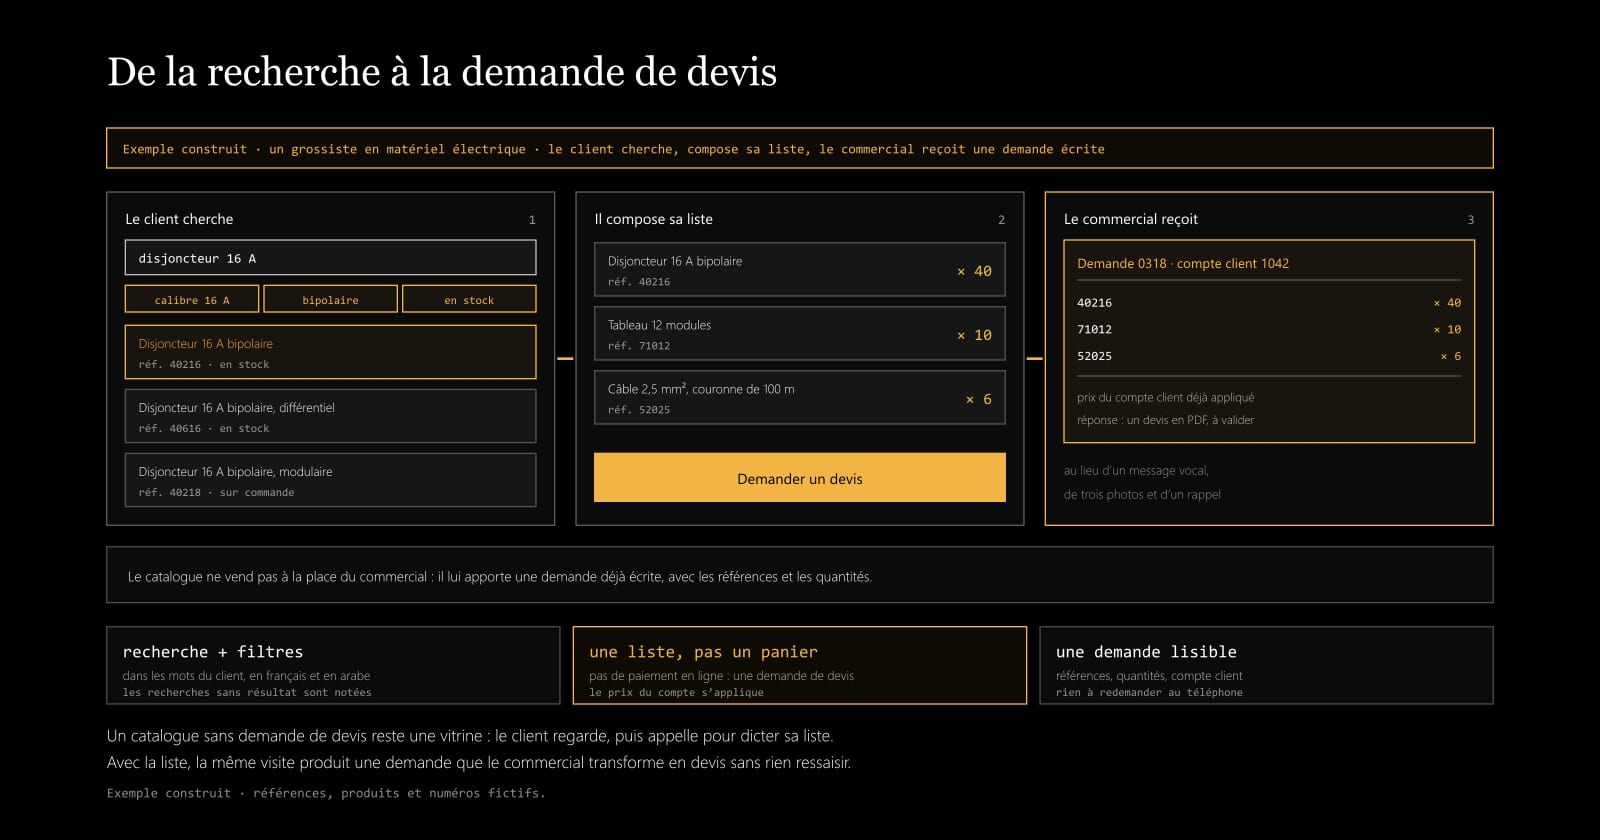 De la recherche à la demande de devis
Exemple construit · un grossiste en matériel électrique · le client cherche, compose sa liste, le commercial reçoit une demande écrite
Le client cherche 1
disjoncteur 16 A
calibre 16 A
bipolaire
en stock
Disjoncteur 16 A bipolaire
réf. 40216 · en stock
Disjoncteur 16 A bipolaire, différentiel
réf. 40616 · en stock
Disjoncteur 16 A bipolaire, modulaire
réf. 40218 · sur commande
Il compose sa liste 2
Disjoncteur 16 A bipolaire
réf. 40216
× 40
Tableau 12 modules
réf. 71012
× 10
Câble 2,5 mm², couronne de 100 m
réf. 52025
× 6
Demander un devis
Le commercial reçoit 3
Demande 0318 · compte client 1042
40216 × 40
71012 × 10
52025 × 6
prix du compte client déjà appliqué
réponse : un devis en PDF, à valider
au lieu d’un message vocal,
de trois photos et d’un rappel
Le catalogue ne vend pas à la place du commercial : il lui apporte une demande déjà écrite, avec les références et les quantités.
recherche + filtres
dans les mots du client, en français et en arabe
les recherches sans résultat sont notées
une liste, pas un panier
pas de paiement en ligne : une demande de devis
le prix du compte s’applique
une demande lisible
références, quantités, compte client
rien à redemander au téléphone
Un catalogue sans demande de devis reste une vitrine : le client regarde, puis appelle pour dicter sa liste.
Avec la liste, la même visite produit une demande que le commercial transforme en devis sans rien ressaisir.
Exemple construit · références, produits et numéros fictifs.